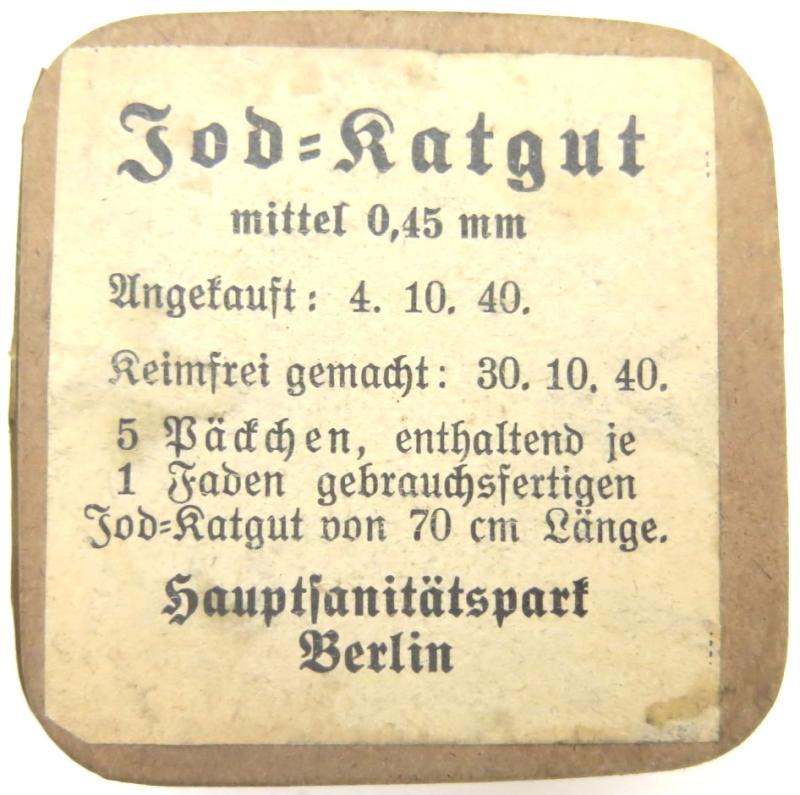 Jod=Katgut
mittel 0,45 mm
Angekauft: 4. 10. 40.
Keimfrei gemacht: 30. 10. 40.
5 Päckchen, enthaltend je
1 Faden gebrauchsfertigen
Jod=Katgut von 70 cm Länge.
Hauptſanitätspark
Berlin